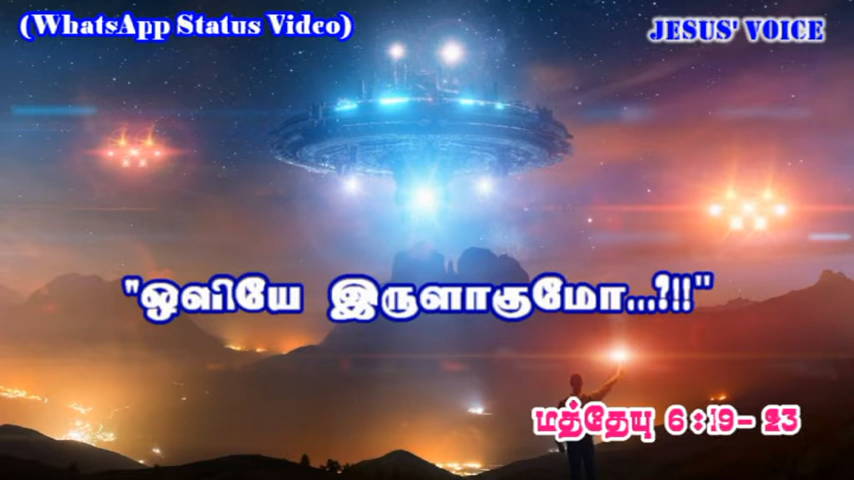 (WhatsApp Status Video)
JESUS' VOICE
"ஒளியே இருளாகுமோ...?!!"
மத்தேயு 6:19- 23